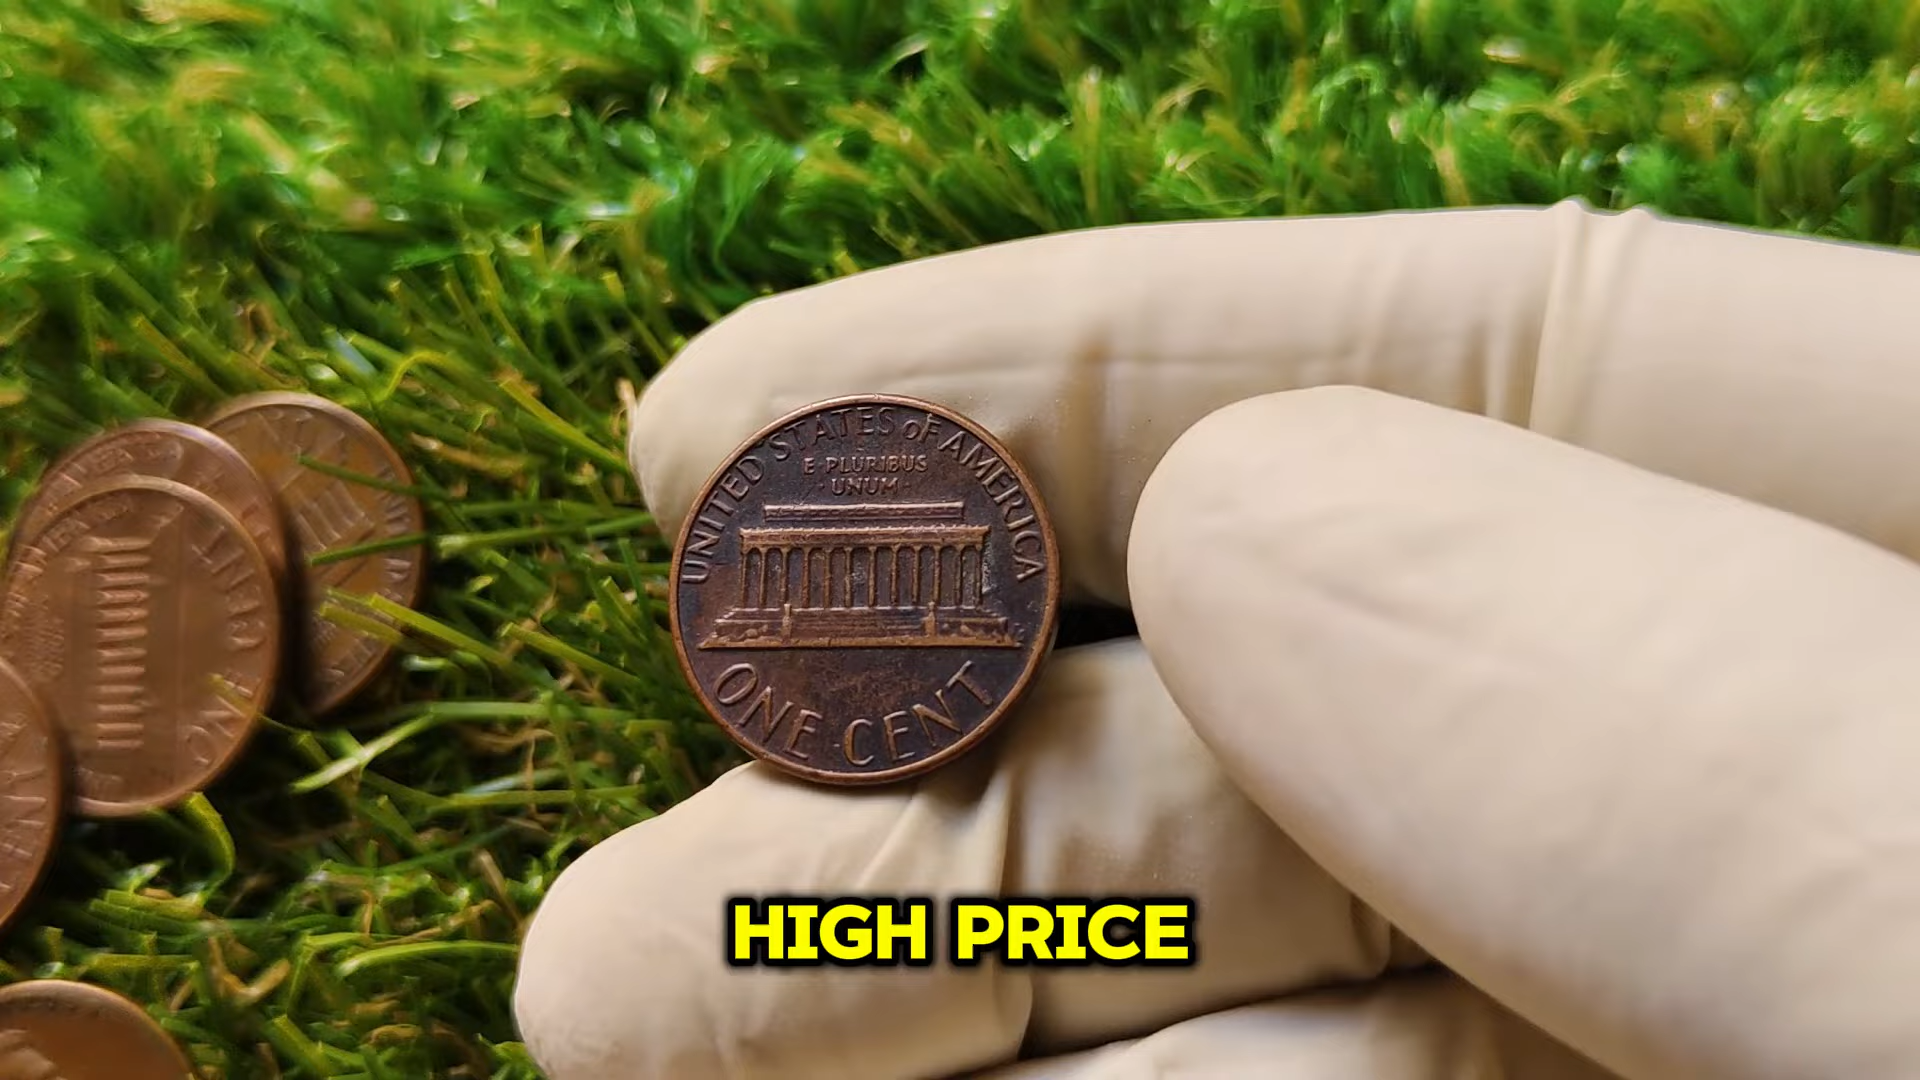 UNITED STATES OF AMERICA
E PLURIBUS
UNUM
ONE CENT
HIGH PRICE